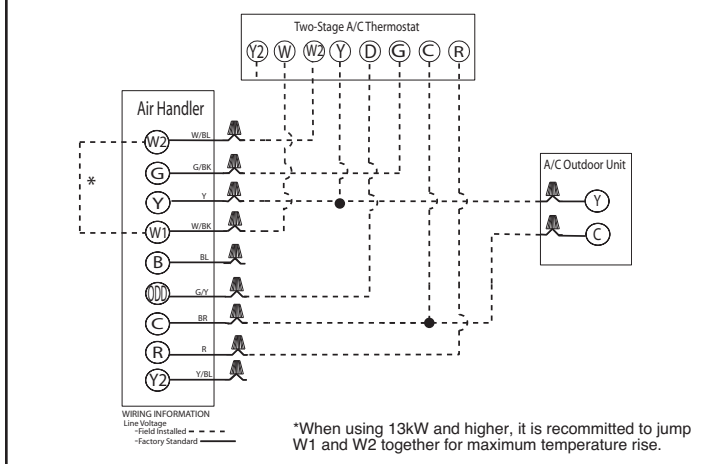 Two-Stage A/C Thermostat
Y2 W W2 Y D G C R
Air Handler
W2 W/BL
G G/BK
Y Y
W1 W/BK
B BL
ODD G/Y
C BR
R R
Y2 Y/BL
*
A/C Outdoor Unit
Y
C
WIRING INFORMATION
Line Voltage
-Field Installed
-Factory Standard
*When using 13kW and higher, it is recommitted to jump
W1 and W2 together for maximum temperature rise.